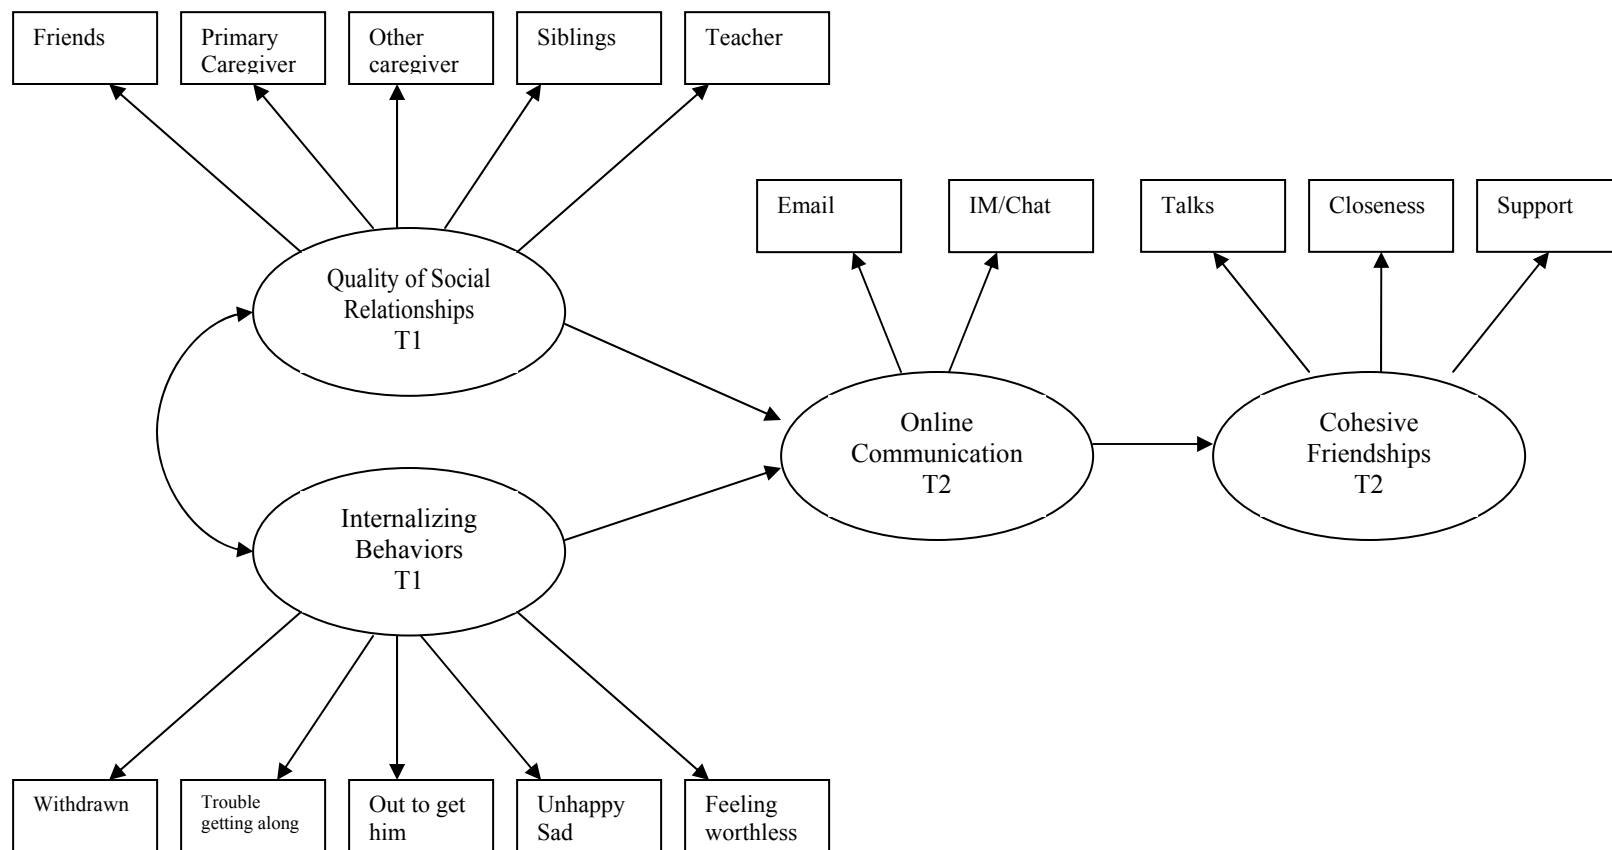 Friends
Primary
Caregiver
Other
caregiver
Siblings
Teacher
Email
IM/Chat
Talks
Closeness
Support
Quality of Social
Relationships
T1
Online
Communication
T2
Cohesive
Friendships
T2
Internalizing
Behaviors
T1
Withdrawn
Trouble
getting along
Out to get
him
Unhappy
Sad
Feeling
worthless